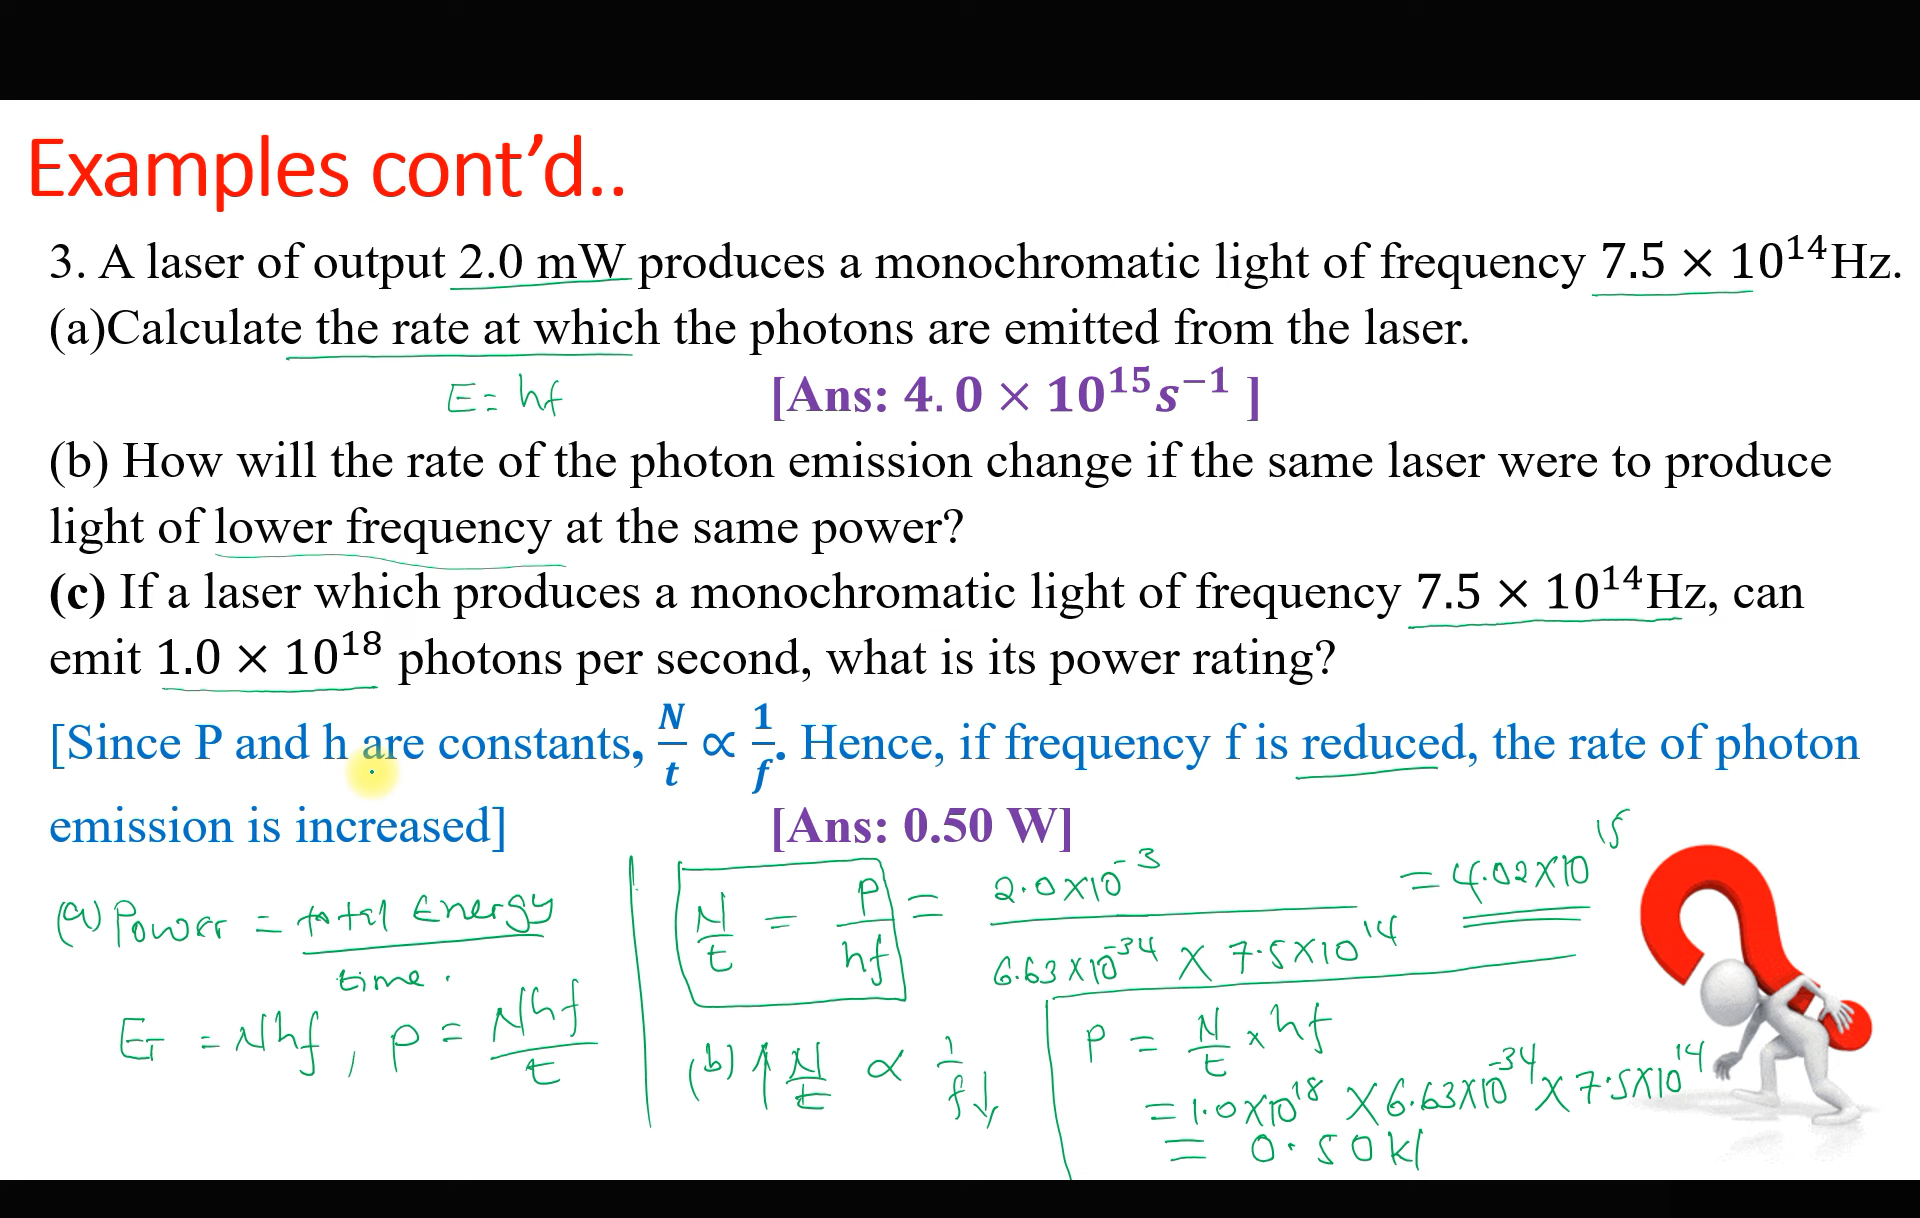 Examples cont’d..
3. A laser of output 2.0 mW produces a monochromatic light of frequency 7.5 × 10¹⁴Hz.
(a)Calculate the rate at which the photons are emitted from the laser.
E = hf [Ans: 4.0 × 10¹⁵s⁻¹ ]
(b) How will the rate of the photon emission change if the same laser were to produce
light of lower frequency at the same power?
(c) If a laser which produces a monochromatic light of frequency 7.5 × 10¹⁴Hz, can
emit 1.0 × 10¹⁸ photons per second, what is its power rating?
[Since P and h are constants, N/t ∝ 1/f. Hence, if frequency f is reduced, the rate of photon
emission is increased] [Ans: 0.50 W]
(a) Power = total Energy / time.
E_T = Nhf, P = Nhf / t
N/t = P/hf = 2.0×10⁻³ / 6.63×10⁻³⁴ × 7.5×10¹⁴ = 4.02×10¹⁵
(b) ↑ N/t ∝ 1/f ↓
P = N/t × hf
= 1.0×10¹⁸ × 6.63×10⁻³⁴ × 7.5×10¹⁴
= 0.50